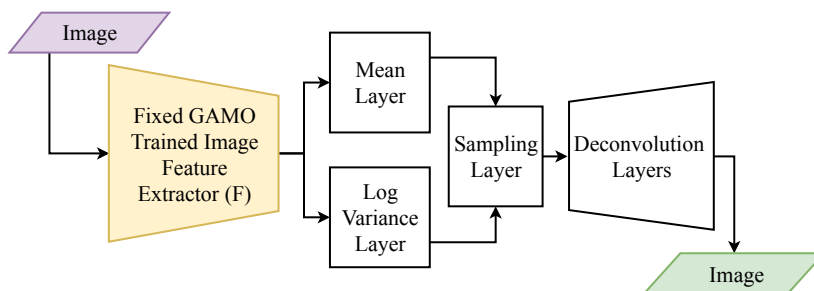 Image
Fixed GAMO
Trained Image
Feature
Extractor (F)
Mean
Layer
Log
Variance
Layer
Sampling
Layer
Deconvolution
Layers
Image